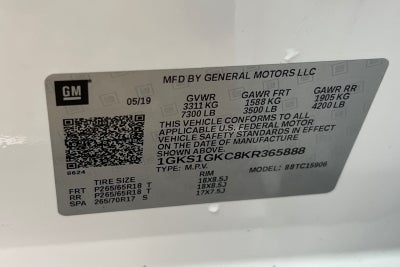 GM
MFD BY GENERAL MOTORS LLC
05/19 GVWR GAWR FRT GAWR RR
3311 KG 1588 KG 1905 KG
7300 LB 3500 LB 4200 LB
THIS VEHICLE CONFORMS TO ALL
APPLICABLE U.S. FEDERAL MOTOR
VEHICLE SAFETY STANDARDS IN EFFECT
ON THE DATE OF MANUFACTURE
FROM ABOVE
1GKS1GKC8KR365888
6624 TYPE: M.P.V. MODEL:
TIRE SIZE RIM
FRT P265/65R18 T 18X8.5J
RR P265/65R18 T 18X8.5J
SPA 265/70R17 S 17X7.5J